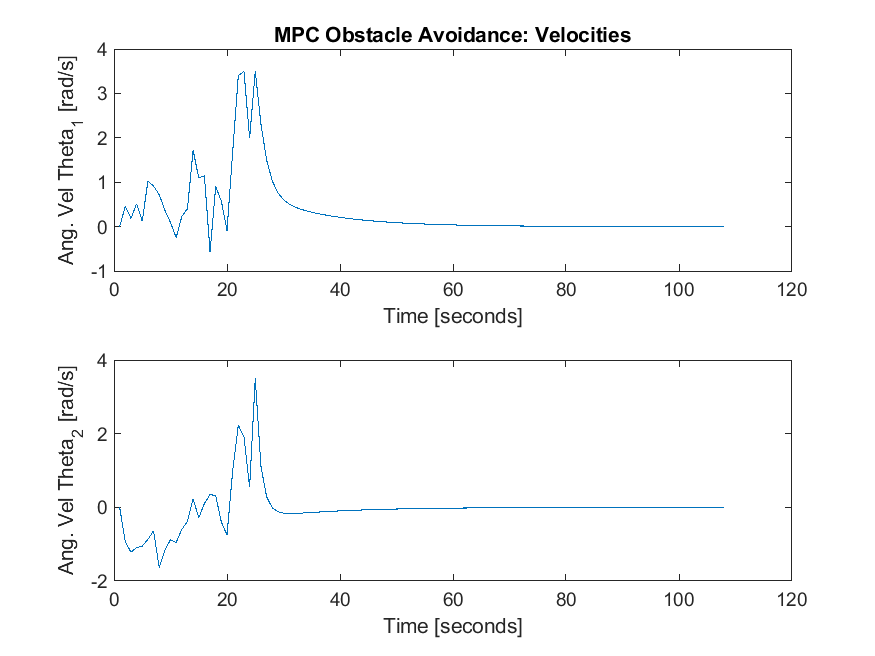 MPC Obstacle Avoidance: Velocities
Ang. Vel Theta_1 [rad/s]
4
3
2
1
0
-1
0 20 40 60 80 100 120
Time [seconds]
Ang. Vel Theta_2 [rad/s]
4
2
0
-2
0 20 40 60 80 100 120
Time [seconds]